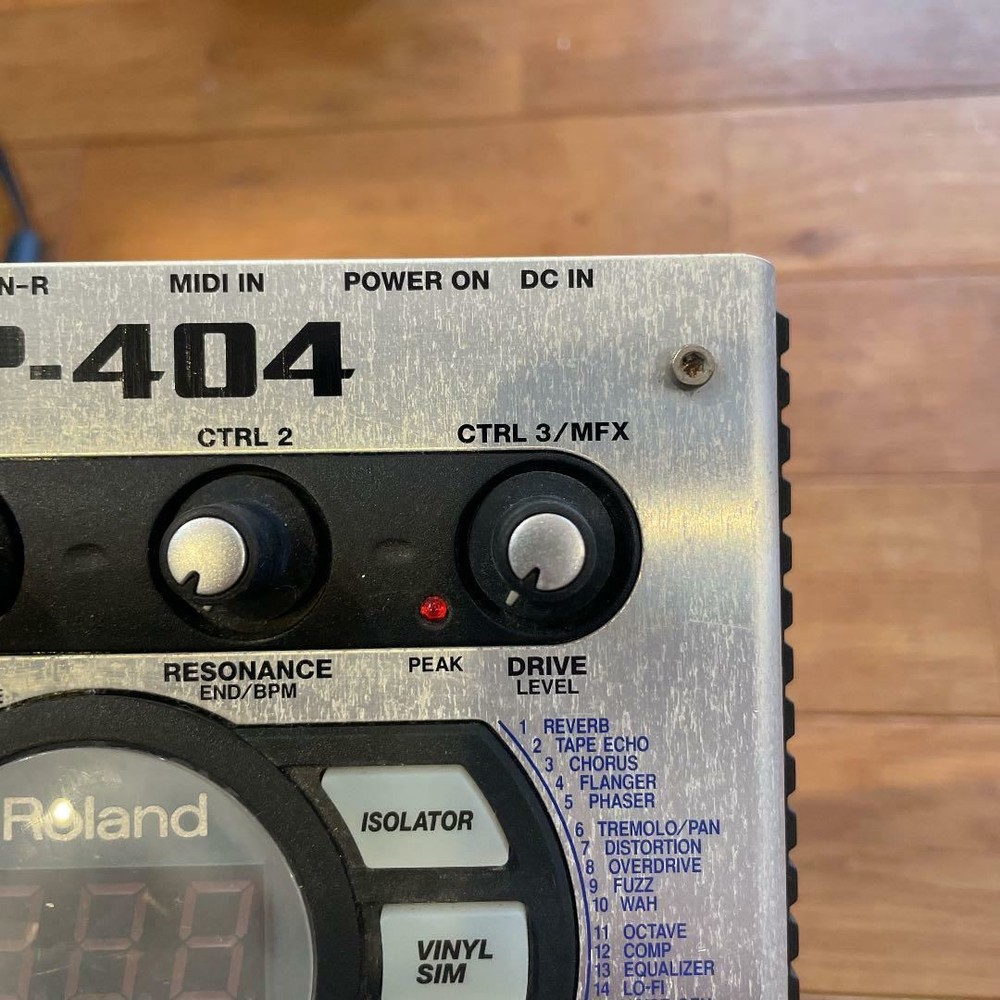 N-R MIDI IN POWER ON DC IN
P-404
CTRL 2 CTRL 3/MFX
RESONANCE PEAK DRIVE
END/BPM LEVEL
1 REVERB
2 TAPE ECHO
3 CHORUS
4 FLANGER
5 PHASER
6 TREMOLO/PAN
7 DISTORTION
8 OVERDRIVE
9 FUZZ
10 WAH
11 OCTAVE
12 COMP
13 EQUALIZER
14 LO-FI
Roland
ISOLATOR
VINYL
SIM